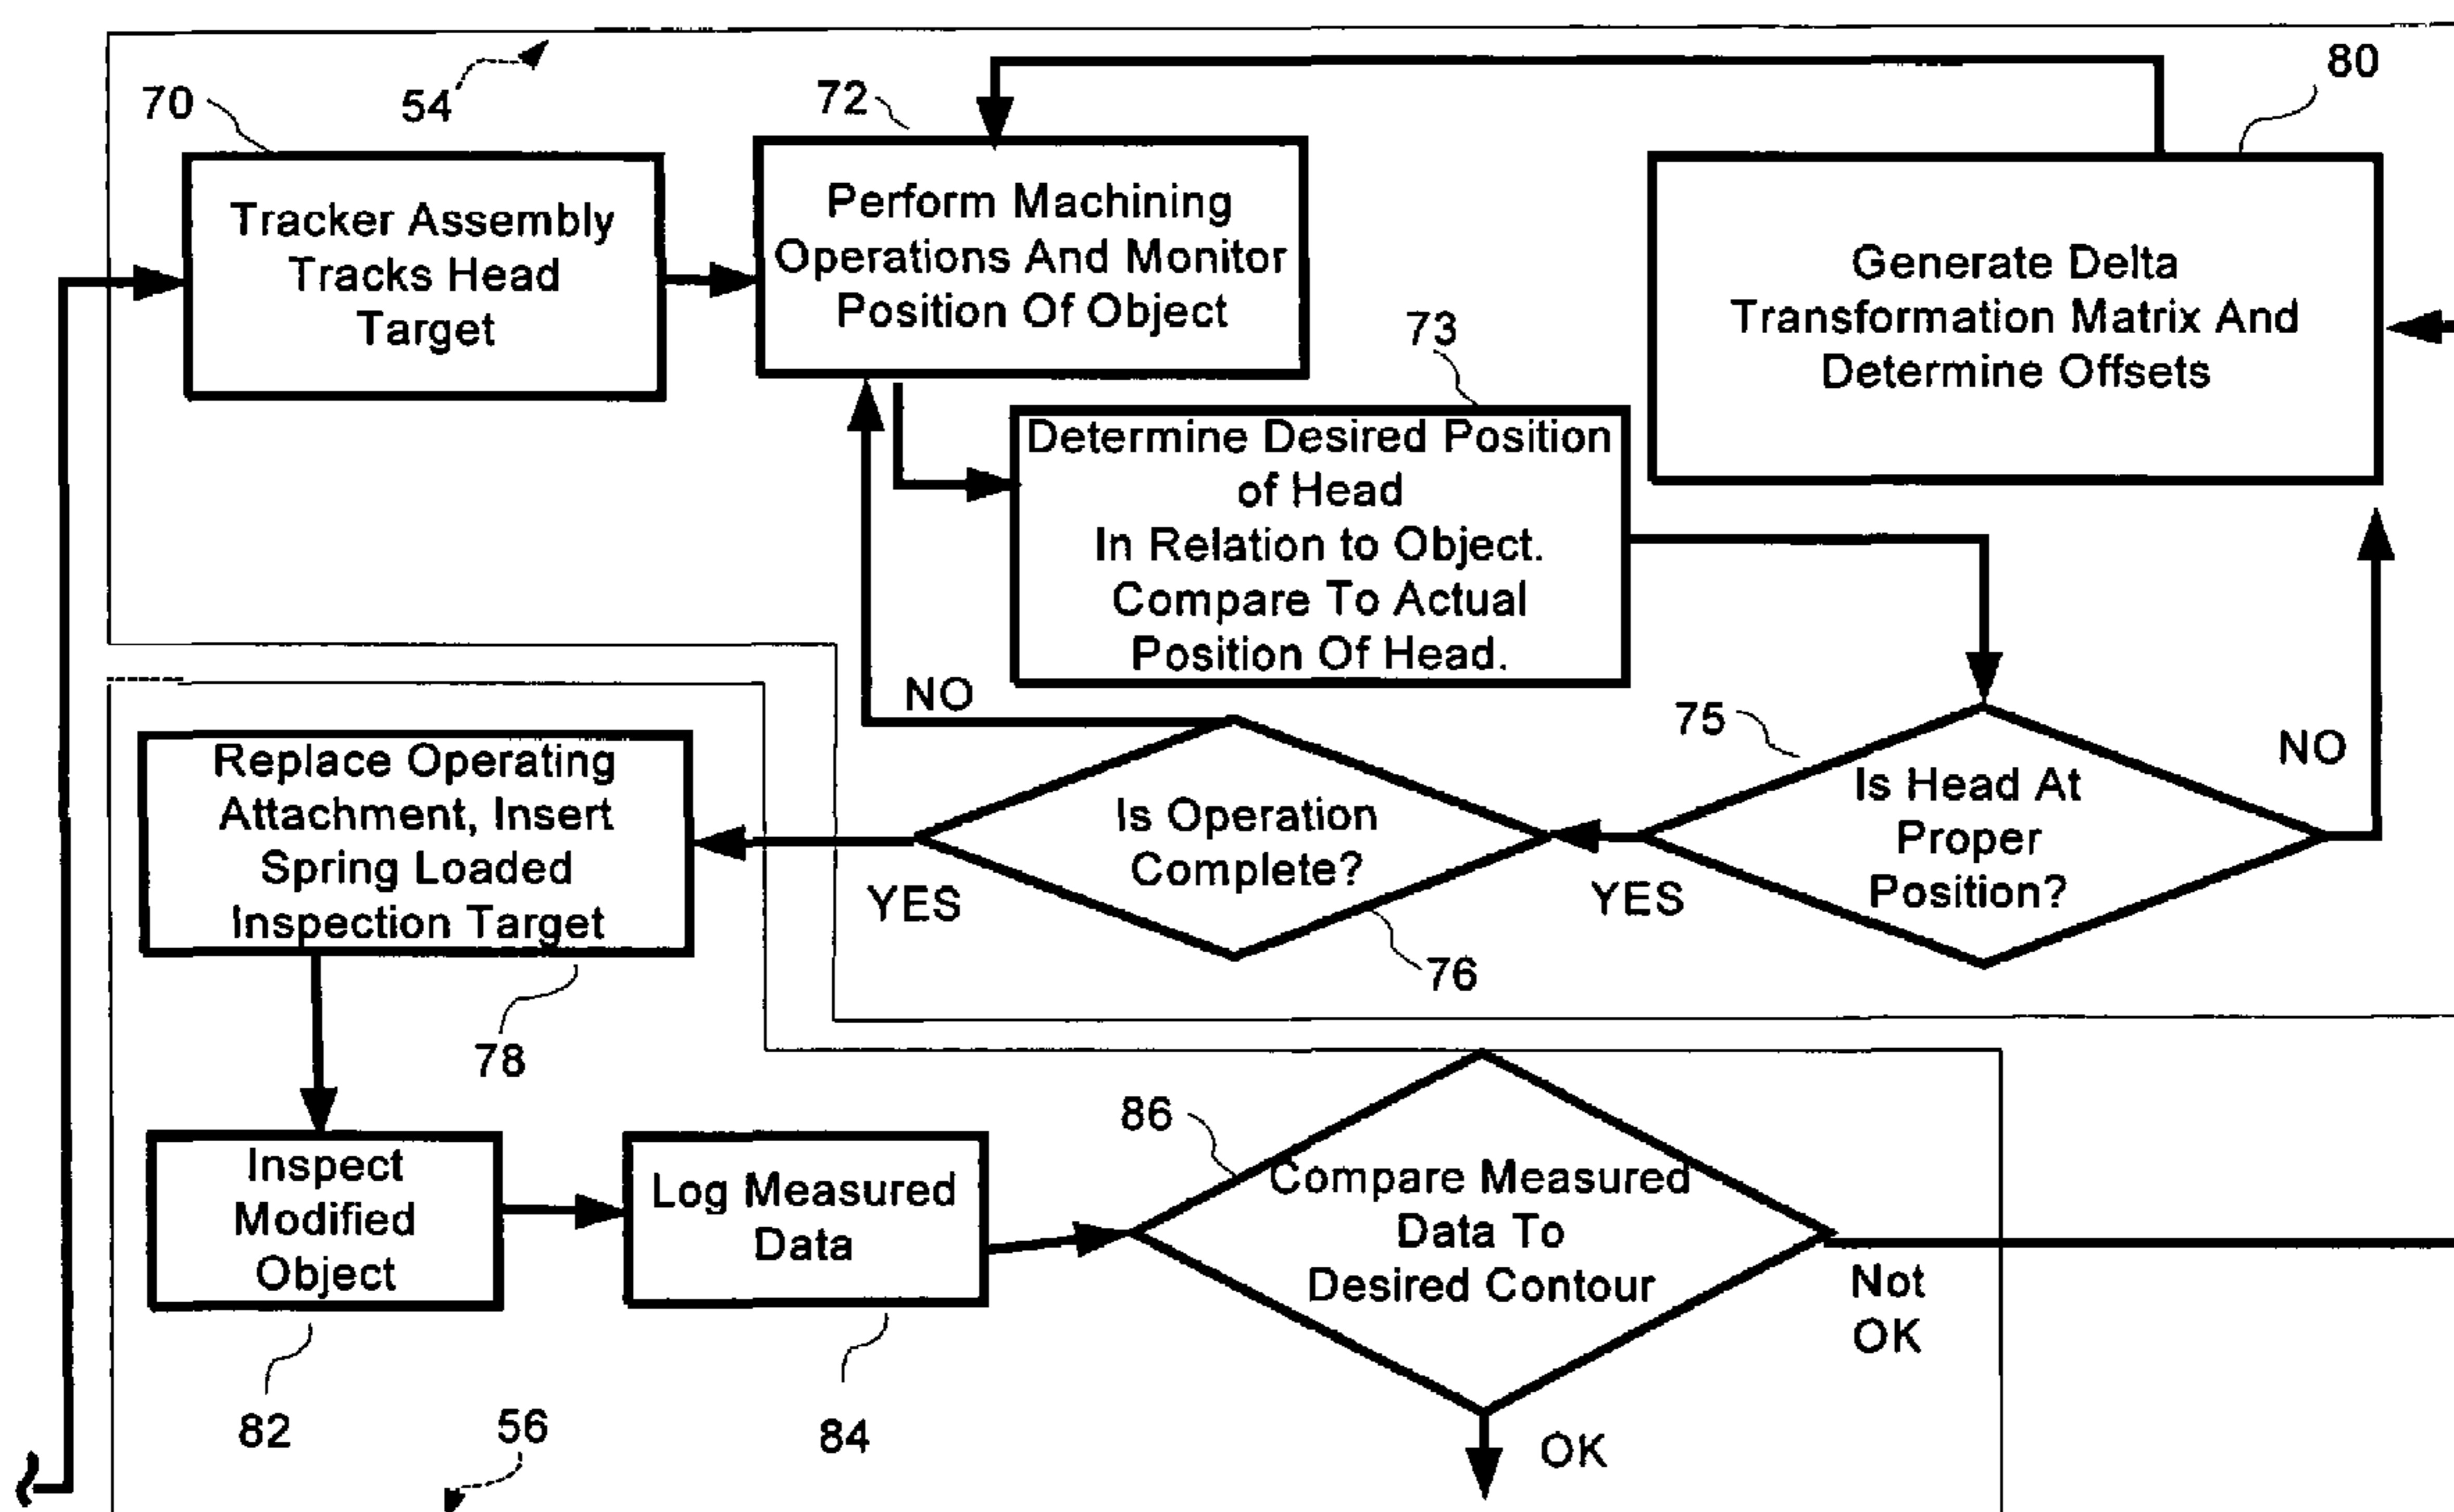 54
70
Tracker Assembly
Tracks Head
Target
72
Perform Machining
Operations And Monitor
Position Of Object
80
Generate Delta
Transformation Matrix And
Determine Offsets
73
Determine Desired Position
of Head
In Relation to Object.
Compare To Actual
Position Of Head.
75
Is Head At
Proper
Position?
NO
YES
Is Operation
Complete?
76
NO
YES
Replace Operating
Attachment, Insert
Spring Loaded
Inspection Target
78
Inspect
Modified
Object
82
Log Measured
Data
84
86
Compare Measured
Data To
Desired Contour
Not
OK
OK
56